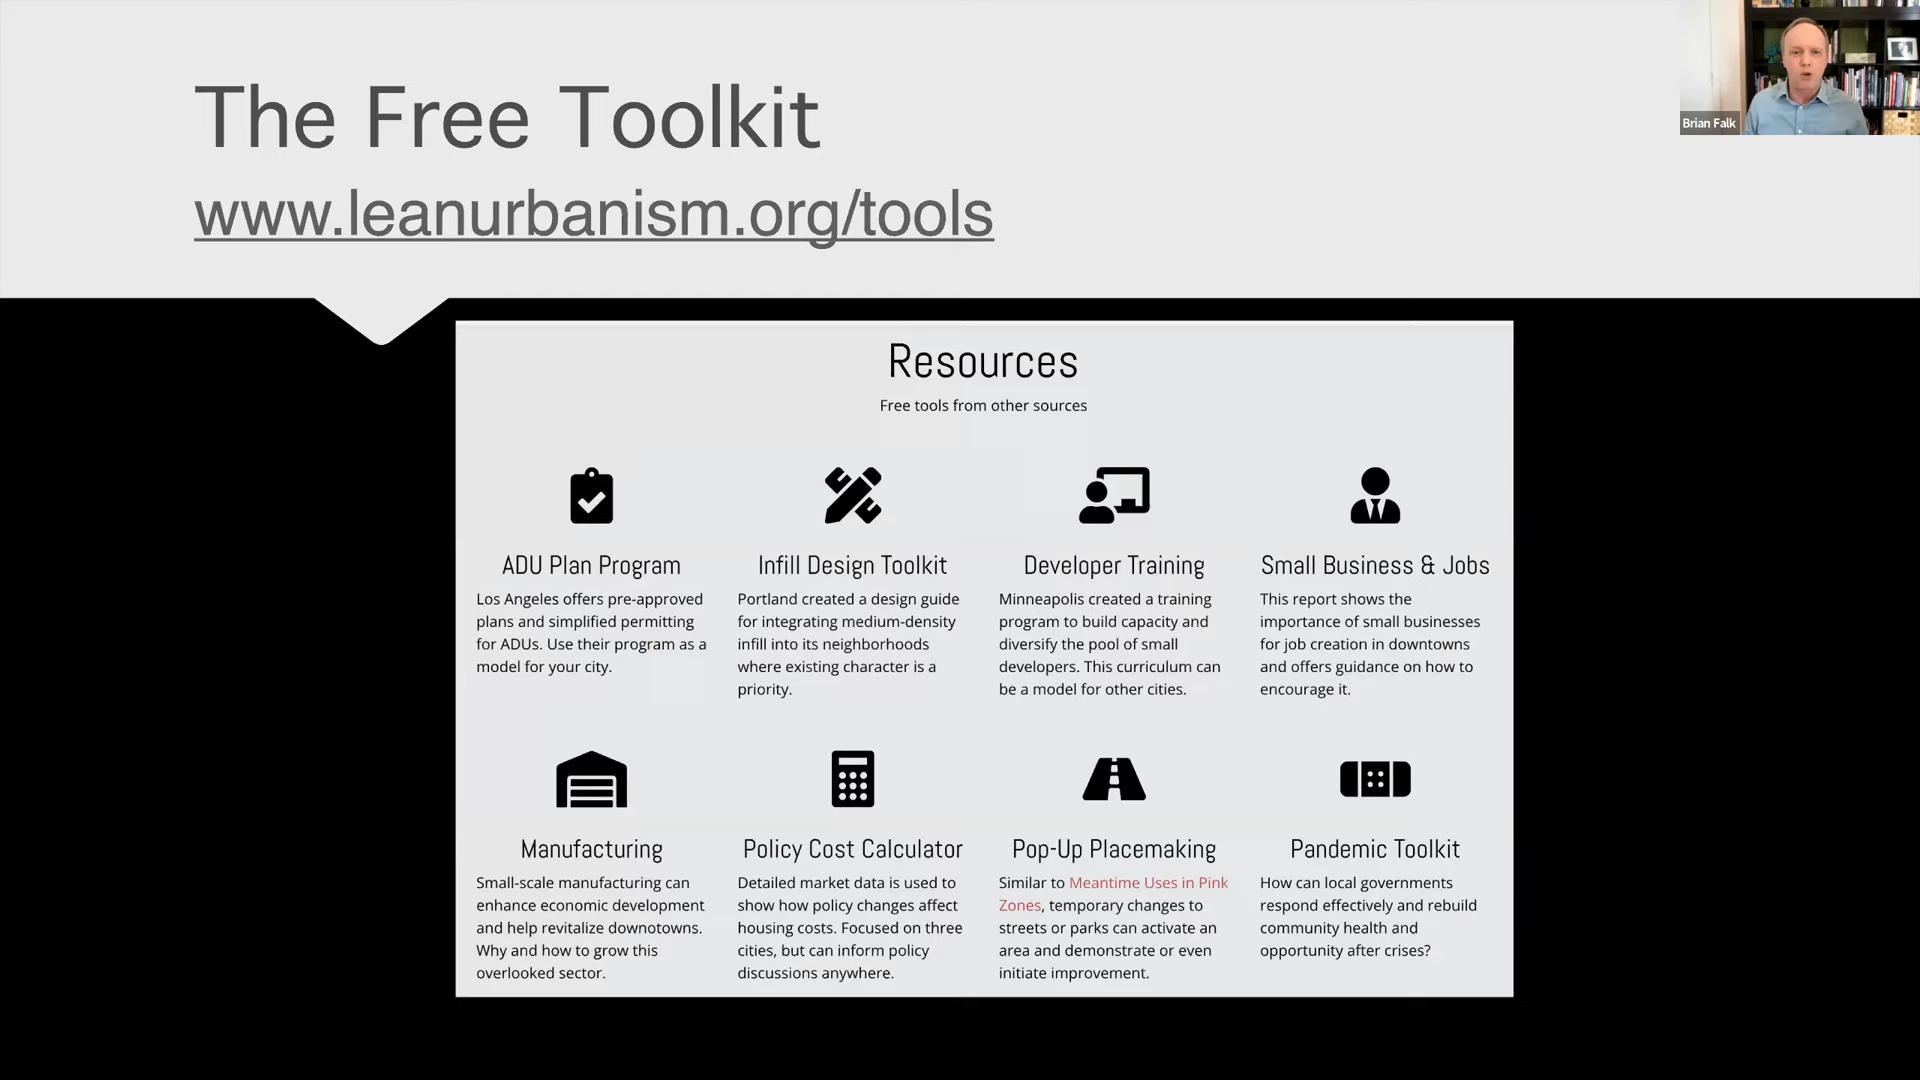 The Free Toolkit
www.leanurbanism.org/tools
Brian Falk
Resources
Free tools from other sources
ADU Plan Program
Los Angeles offers pre-approved
plans and simplified permitting
for ADUs. Use their program as a
model for your city.
Infill Design Toolkit
Portland created a design guide
for integrating medium-density
infill into its neighborhoods
where existing character is a
priority.
Developer Training
Minneapolis created a training
program to build capacity and
diversify the pool of small
developers. This curriculum can
be a model for other cities.
Small Business & Jobs
This report shows the
importance of small businesses
for job creation in downtowns
and offers guidance on how to
encourage it.
Manufacturing
Small-scale manufacturing can
enhance economic development
and help revitalize downotowns.
Why and how to grow this
overlooked sector.
Policy Cost Calculator
Detailed market data is used to
show how policy changes affect
housing costs. Focused on three
cities, but can inform policy
discussions anywhere.
Pop-Up Placemaking
Similar to Meantime Uses in Pink
Zones, temporary changes to
streets or parks can activate an
area and demonstrate or even
initiate improvement.
Pandemic Toolkit
How can local governments
respond effectively and rebuild
community health and
opportunity after crises?